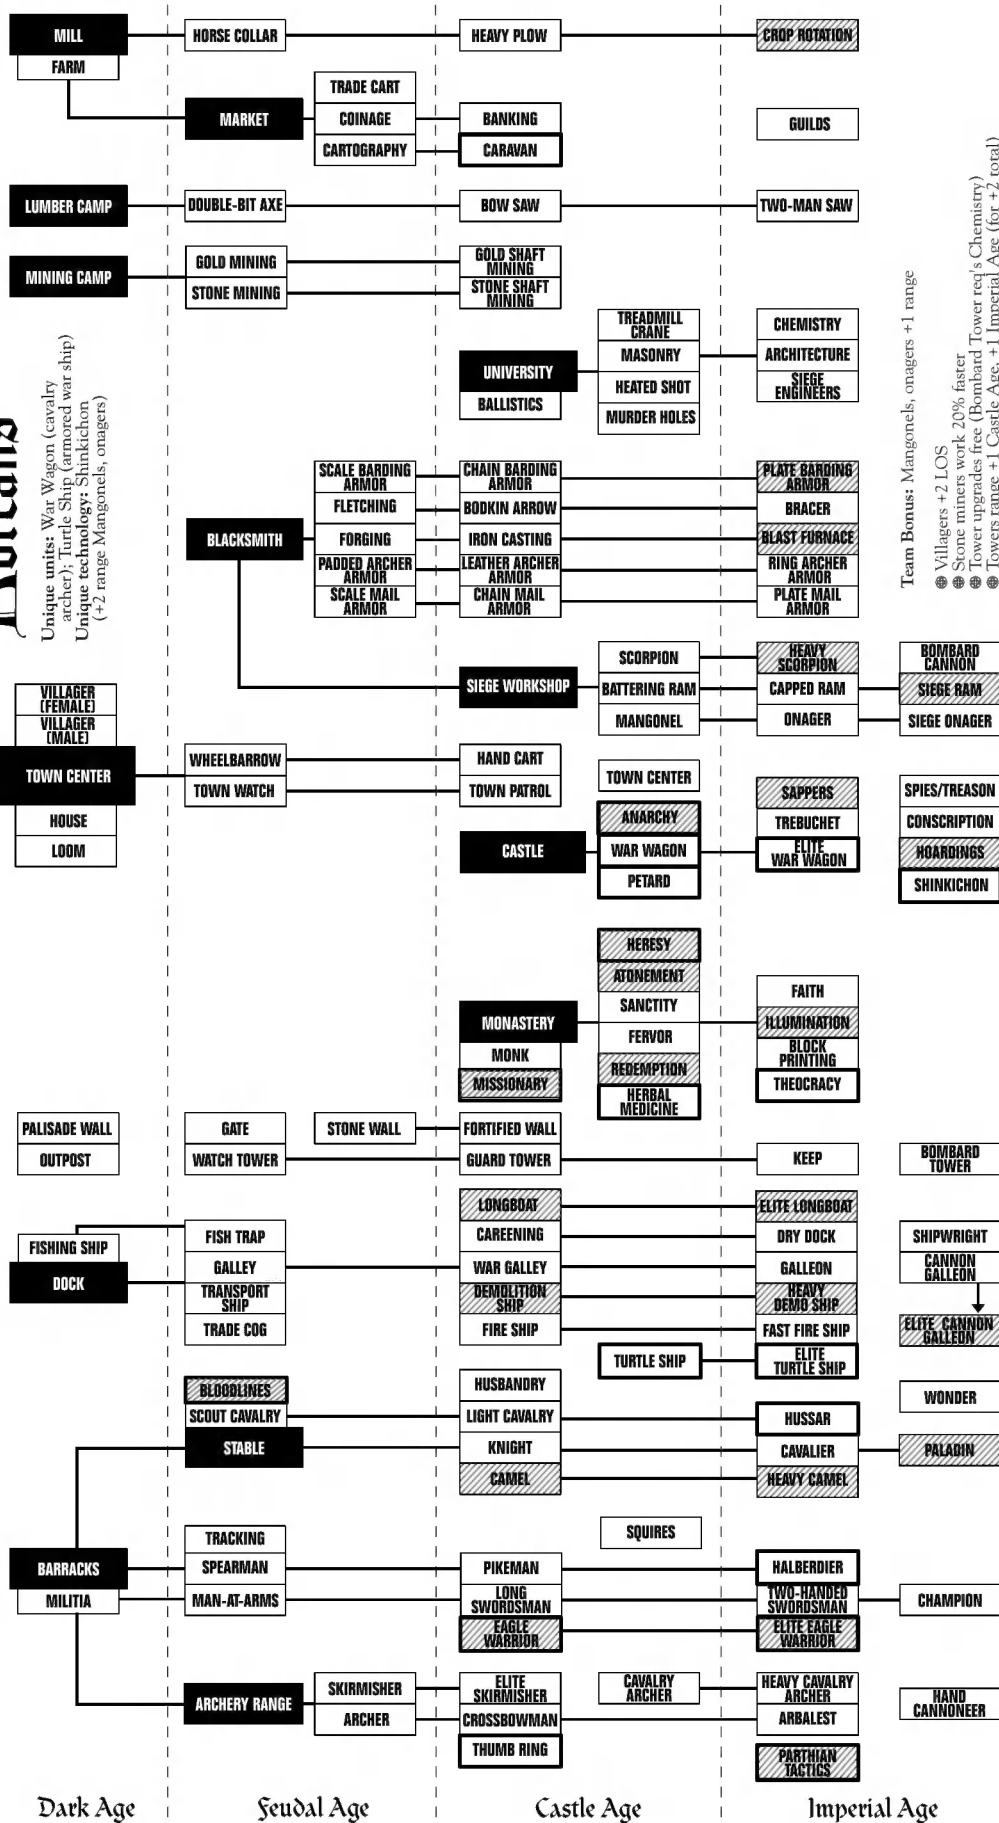 MILL
HORSE COLLAR
HEAVY PLOW
CROP ROTATION
FARM
TRADE CART
MARKET
COINAGE
BANKING
GUILDS
CARTOGRAPHY
CARAVAN
LUMBER CAMP
DOUBLE-BIT AXE
BOW SAW
TWO-MAN SAW
MINING CAMP
GOLD MINING
GOLD SHAFT
MINING
STONE MINING
STONE SHAFT
MINING
UNIVERSITY
BALLISTICS
TREADMILL
CRANE
MASONRY
HEATED SHOT
MURDER HOLES
CHEMISTRY
ARCHITECTURE
SIEGE
ENGINEERS
Unique units: War Wagon (cavalry
archer); Turtle Ship (armored war ship)
Unique technology: Shinkichon
(+2 range Mangonels, onagers)
Team Bonus: Mangonels, onagers +1 range
Villagers +2 LOS
Stone miners work 20% faster
Tower upgrades free (Bombard Tower req's Chemistry)
Towers range +1 Castle Age, +1 Imperial Age (for +2 total)
BLACKSMITH
SCALE BARDING
ARMOR
CHAIN BARDING
ARMOR
PLATE BARDING
ARMOR
FLETCHING
BODKIN ARROW
BRACER
FORGING
IRON CASTING
BLAST FURNACE
PADDED ARCHER
ARMOR
LEATHER ARCHER
ARMOR
RING ARCHER
ARMOR
SCALE MAIL
ARMOR
CHAIN MAIL
ARMOR
PLATE MAIL
ARMOR
SIEGE WORKSHOP
SCORPION
HEAVY
SCORPION
BOMBARD
CANNON
BATTERING RAM
CAPPED RAM
SIEGE RAM
MANGONEL
ONAGER
SIEGE ONAGER
VILLAGER
(FEMALE)
VILLAGER
(MALE)
TOWN CENTER
HOUSE
LOOM
WHEELBARROW
HAND CART
TOWN WATCH
TOWN PATROL
TOWN CENTER
CASTLE
ANARCHY
WAR WAGON
PETARD
SAPPERS
TREBUCHET
ELITE
WAR WAGON
SPIES/TREASON
CONSCRIPTION
HOARDINGS
SHINKICHON
MONASTERY
MONK
MISSIONARY
HERESY
ATONEMENT
SANCTITY
FERVOR
REDEMPTION
HERBAL
MEDICINE
FAITH
ILLUMINATION
BLOCK
PRINTING
THEOCRACY
PALISADE WALL
GATE
STONE WALL
FORTIFIED WALL
OUTPOST
WATCH TOWER
GUARD TOWER
KEEP
BOMBARD
TOWER
LONGBOAT
ELITE LONGBOAT
FISHING SHIP
DOCK
FISH TRAP
CAREENING
DRY DOCK
SHIPWRIGHT
GALLEY
WAR GALLEY
GALLEON
CANNON
GALLEON
TRANSPORT
SHIP
DEMOLITION
SHIP
HEAVY
DEMO SHIP
ELITE CANNON
GALLEON
TRADE COG
FIRE SHIP
FAST FIRE SHIP
TURTLE SHIP
ELITE
TURTLE SHIP
BLOODLINES
HUSBANDRY
WONDER
SCOUT CAVALRY
LIGHT CAVALRY
HUSSAR
STABLE
KNIGHT
CAVALIER
PALADIN
CAMEL
HEAVY CAMEL
SQUIRES
TRACKING
BARRACKS
SPEARMAN
PIKEMAN
HALBERDIER
MILITIA
MAN-AT-ARMS
LONG
SWORDSMAN
TWO-HANDED
SWORDSMAN
CHAMPION
EAGLE
WARRIOR
ELITE EAGLE
WARRIOR
ARCHERY RANGE
SKIRMISHER
ELITE
SKIRMISHER
CAVALRY
ARCHER
HEAVY CAVALRY
ARCHER
HAND
CANNONEER
ARCHER
CROSSBOWMAN
ARBALEST
THUMB RING
PARTHIAN
TACTICS
Dark Age
Feudal Age
Castle Age
Imperial Age